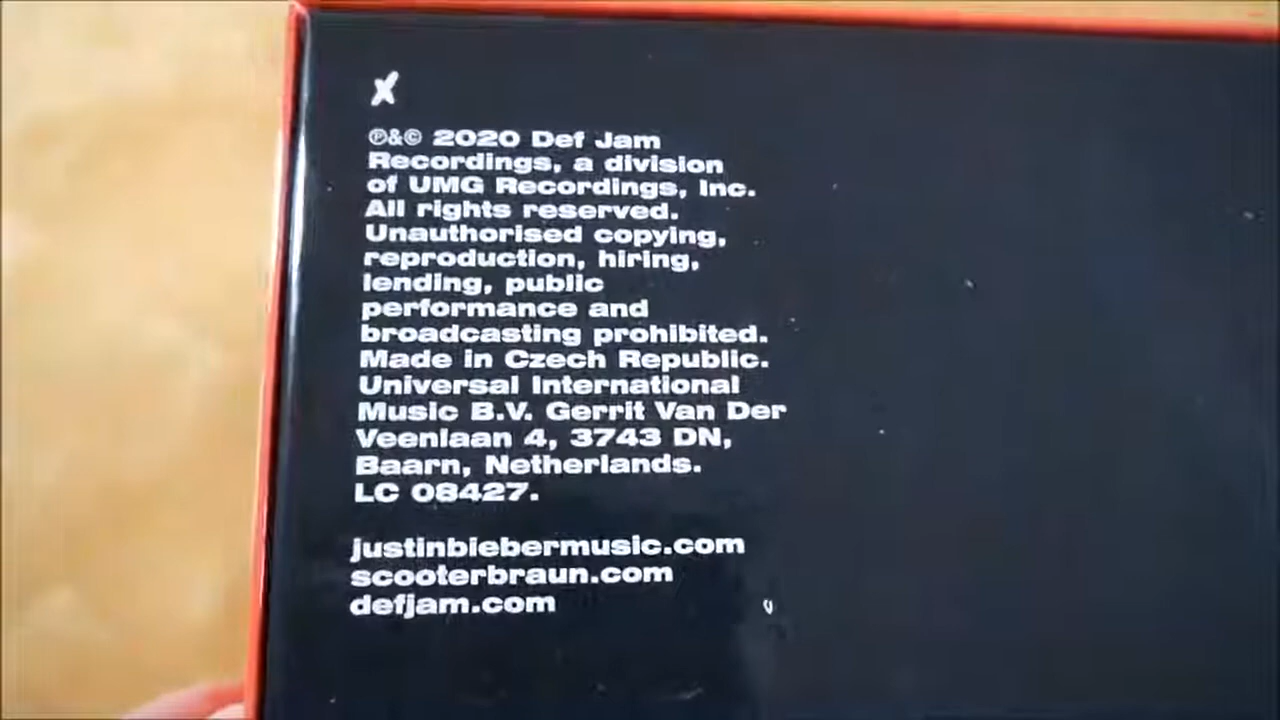 X
℗&© 2020 Def Jam
Recordings, a division
of UMG Recordings, Inc.
All rights reserved.
Unauthorised copying,
reproduction, hiring,
lending, public
performance and
broadcasting prohibited.
Made in Czech Republic.
Universal International
Music B.V. Gerrit Van Der
Veenlaan 4, 3743 DN,
Baarn, Netherlands.
LC 08427.
justinbiebermusic.com
scooterbraun.com
defjam.com